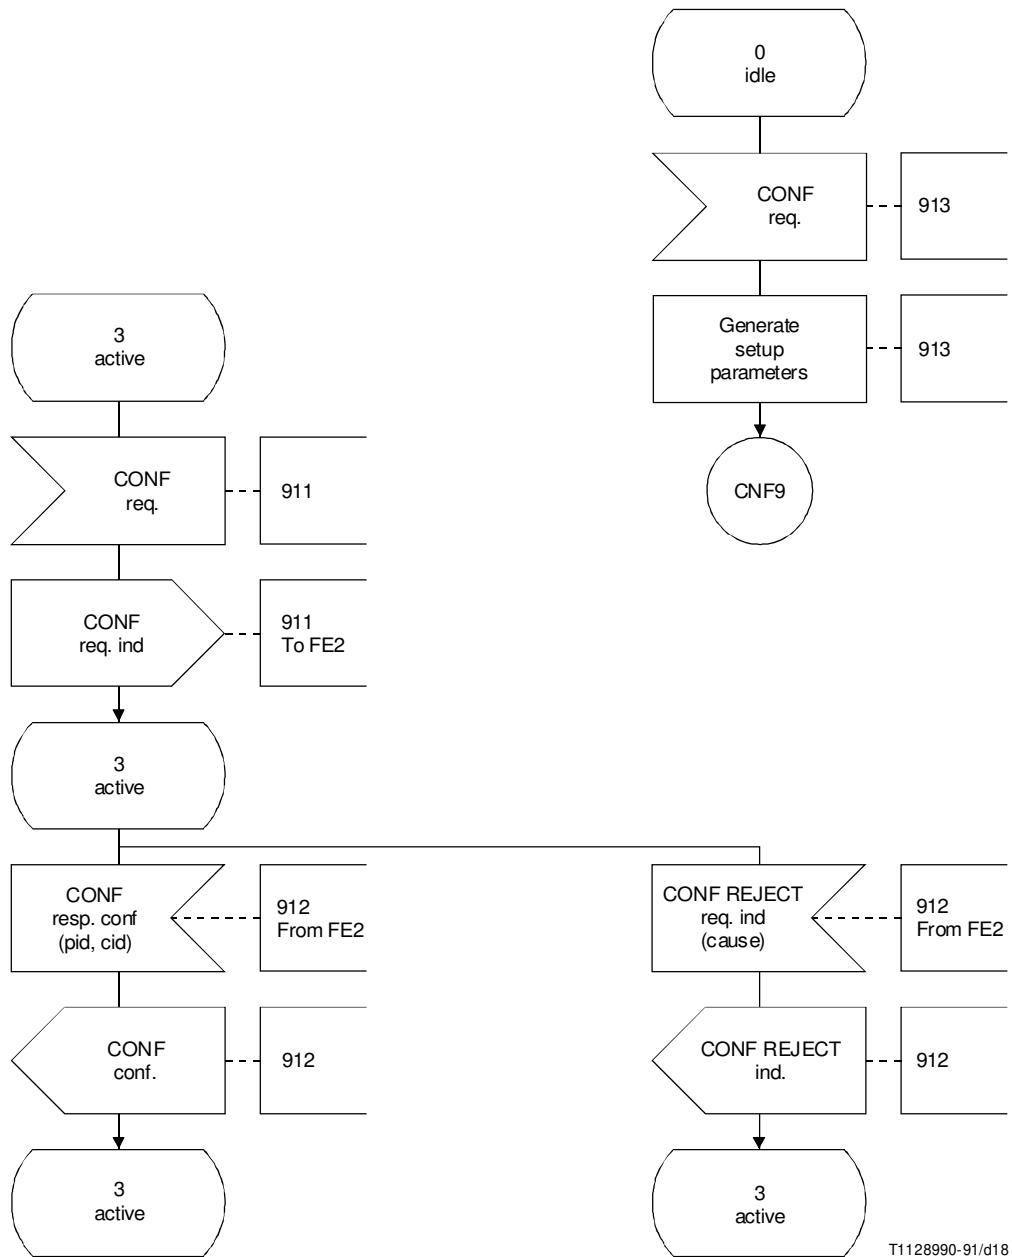 0
idle
CONF
req.
913
Generate
setup
parameters
913
CNF9
3
active
CONF
req.
911
CONF
req. ind
911
To FE2
3
active
CONF
resp. conf
(pid, cid)
912
From FE2
CONF REJECT
req. ind
(cause)
912
From FE2
CONF
conf.
912
CONF REJECT
ind.
912
3
active
3
active
T1128990-91/d18